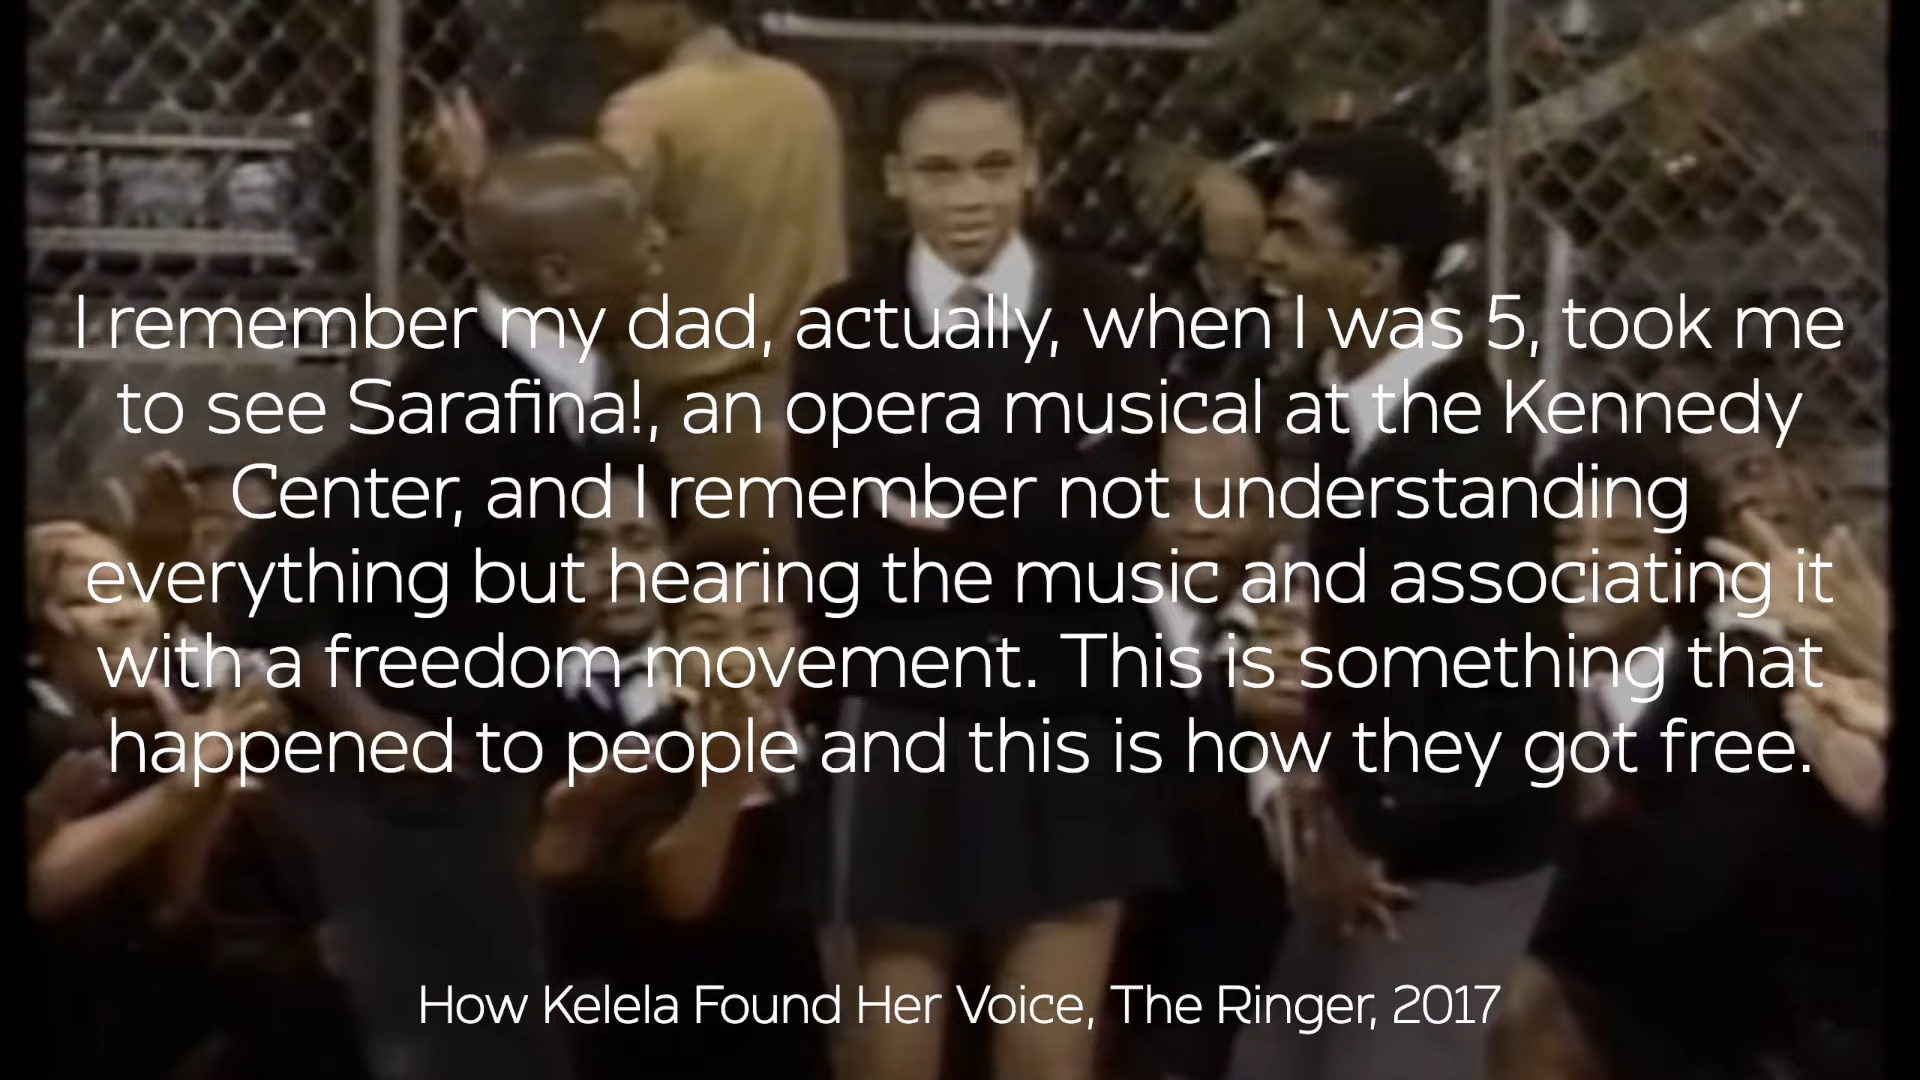 I remember my dad, actually, when I was 5, took me
to see Sarafina!, an opera musical at the Kennedy
Center, and I remember not understanding
everything but hearing the music and associating it
with a freedom movement. This is something that
happened to people and this is how they got free.
How Kelela Found Her Voice, The Ringer, 2017